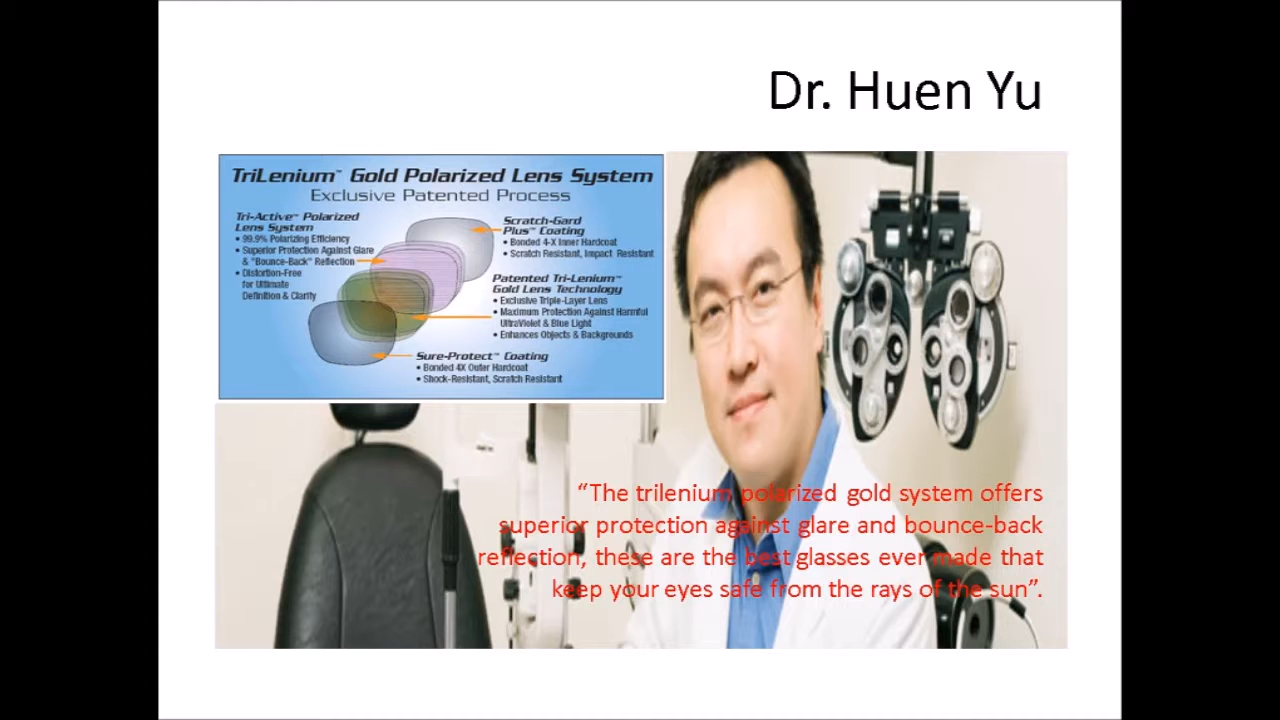 Dr. Huen Yu
TriLenium™ Gold Polarized Lens System
Exclusive Patented Process
Tri-Active™ Polarized
Lens System
• 99.9% Polarizing Efficiency
• Superior Protection Against Glare
& "Bounce-Back" Reflection
• Distortion-Free
for Ultimate
Definition & Clarity
Scratch-Gard
Plus™ Coating
• Bonded 4-X Inner Hardcoat
• Scratch Resistant, Impact Resistant
Patented Tri-Lenium™
Gold Lens Technology
• Exclusive Triple-Layer Lens
• Maximum Protection Against Harmful
UltraViolet & Blue Light
• Enhances Objects & Backgrounds
Sure-Protect™ Coating
• Bonded 4X Outer Hardcoat
• Shock-Resistant, Scratch Resistant
“The trilenium polarized gold system offers
superior protection against glare and bounce-back
reflection, these are the best glasses ever made that
keep your eyes safe from the rays of the sun”.